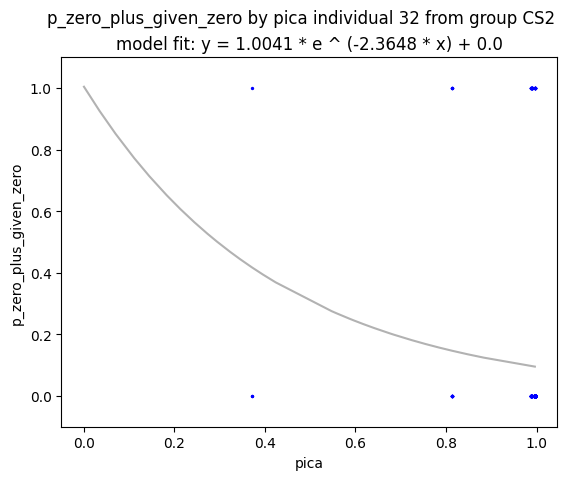 p_zero_plus_given_zero by pica individual 32 from group CS2
model fit: y = 1.0041 * e ^ (-2.3648 * x) + 0.0
1.0
0.8
0.6
0.4
0.2
0.0
p_zero_plus_given_zero
0.0 0.2 0.4 0.6 0.8 1.0
pica